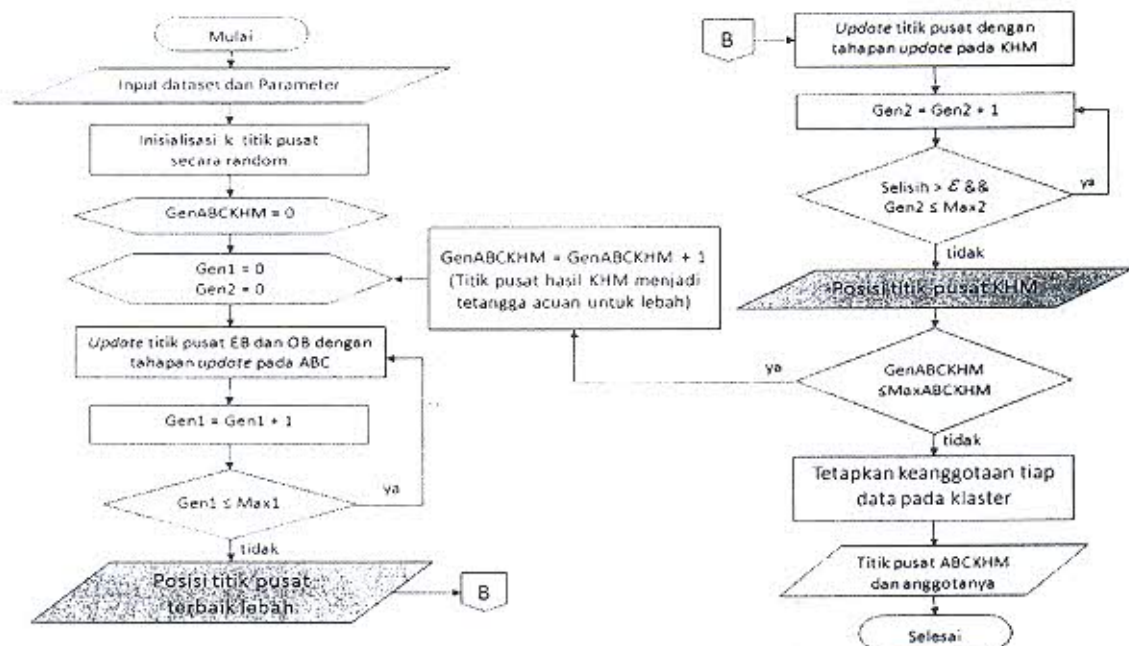 Mulai
Input dataset dan Parameter
Inisialisasi k titik pusat
secara random
GenABCKHM = 0
Gen1 = 0
Gen2 = 0
Update titik pusat EB dan OB dengan
tahapan update pada ABC
Gen1 = Gen1 + 1
Gen1 ≤ Max1
ya
tidak
Posisi titik pusat
terbaik lebah
B
GenABCKHM = GenABCKHM + 1
(Titik pusat hasil KHM menjadi
tetangga acuan untuk lebah)
B
Update titik pusat dengan
tahapan update pada KHM
Gen2 = Gen2 + 1
Selisih > ℰ &&
Gen2 ≤ Max2
ya
tidak
Posisi titik pusat KHM
GenABCKHM
≤MaxABCKHM
ya
tidak
Tetapkan keanggotaan tiap
data pada klaster
Titik pusat ABCKHM
dan anggotanya
Selesai